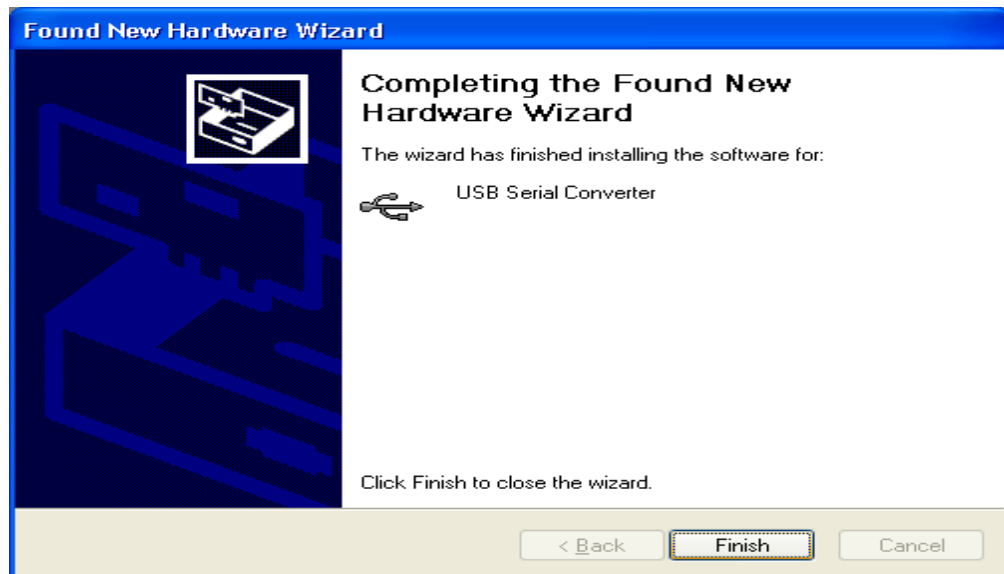 Found New Hardware Wizard
Completing the Found New
Hardware Wizard
The wizard has finished installing the software for:
USB Serial Converter
Click Finish to close the wizard.
< Back
Finish
Cancel